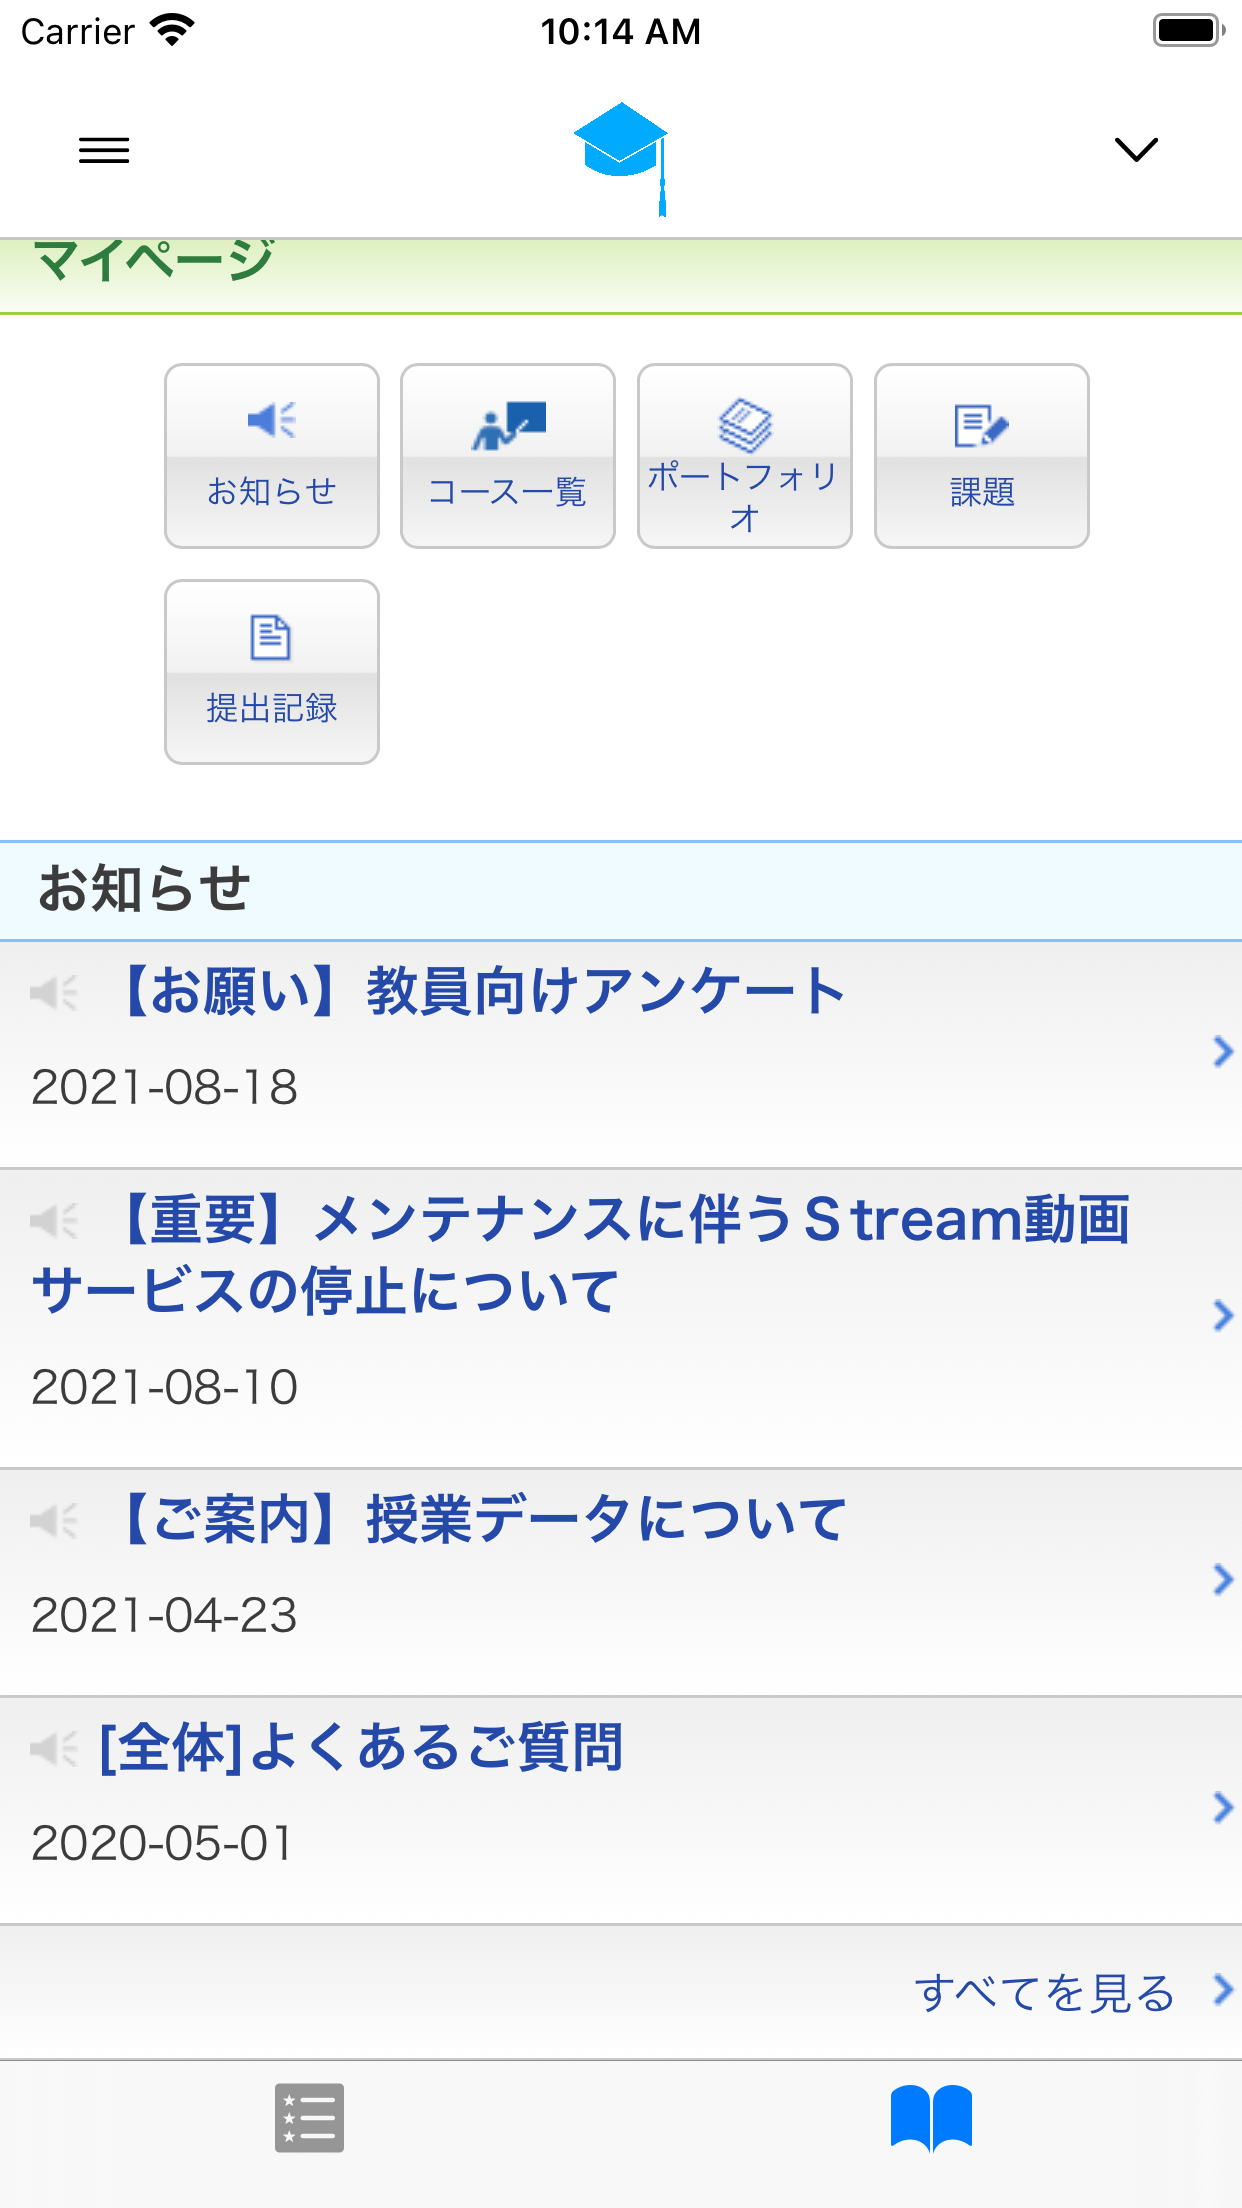 Carrier 10:14 AM
マイページ
お知らせ
コース一覧
ポートフォリ
オ
課題
提出記録
お知らせ
【お願い】教員向けアンケート
2021-08-18
【重要】メンテナンスに伴うＳtream動画
サービスの停止について
2021-08-10
【ご案内】授業データについて
2021-04-23
[全体]よくあるご質問
2020-05-01
すべてを見る